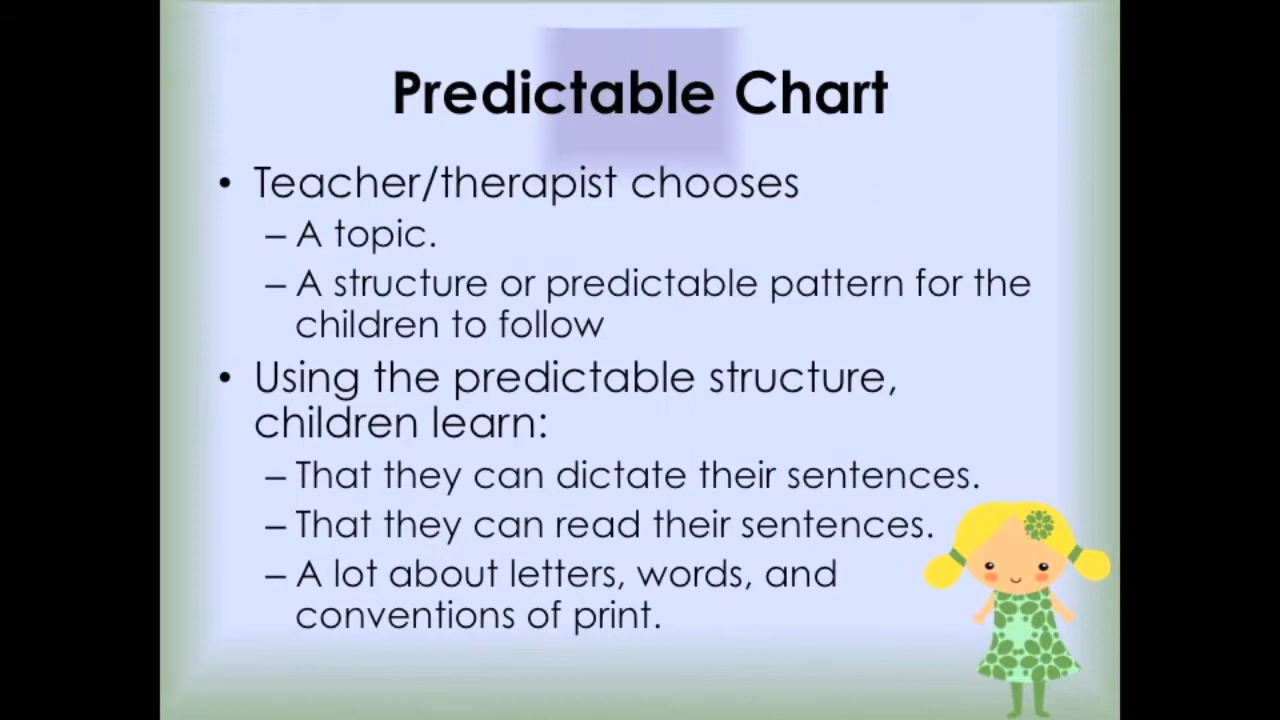 Predictable Chart
• Teacher/therapist chooses
– A topic.
– A structure or predictable pattern for the
children to follow
• Using the predictable structure,
children learn:
– That they can dictate their sentences.
– That they can read their sentences.
– A lot about letters, words, and
conventions of print.